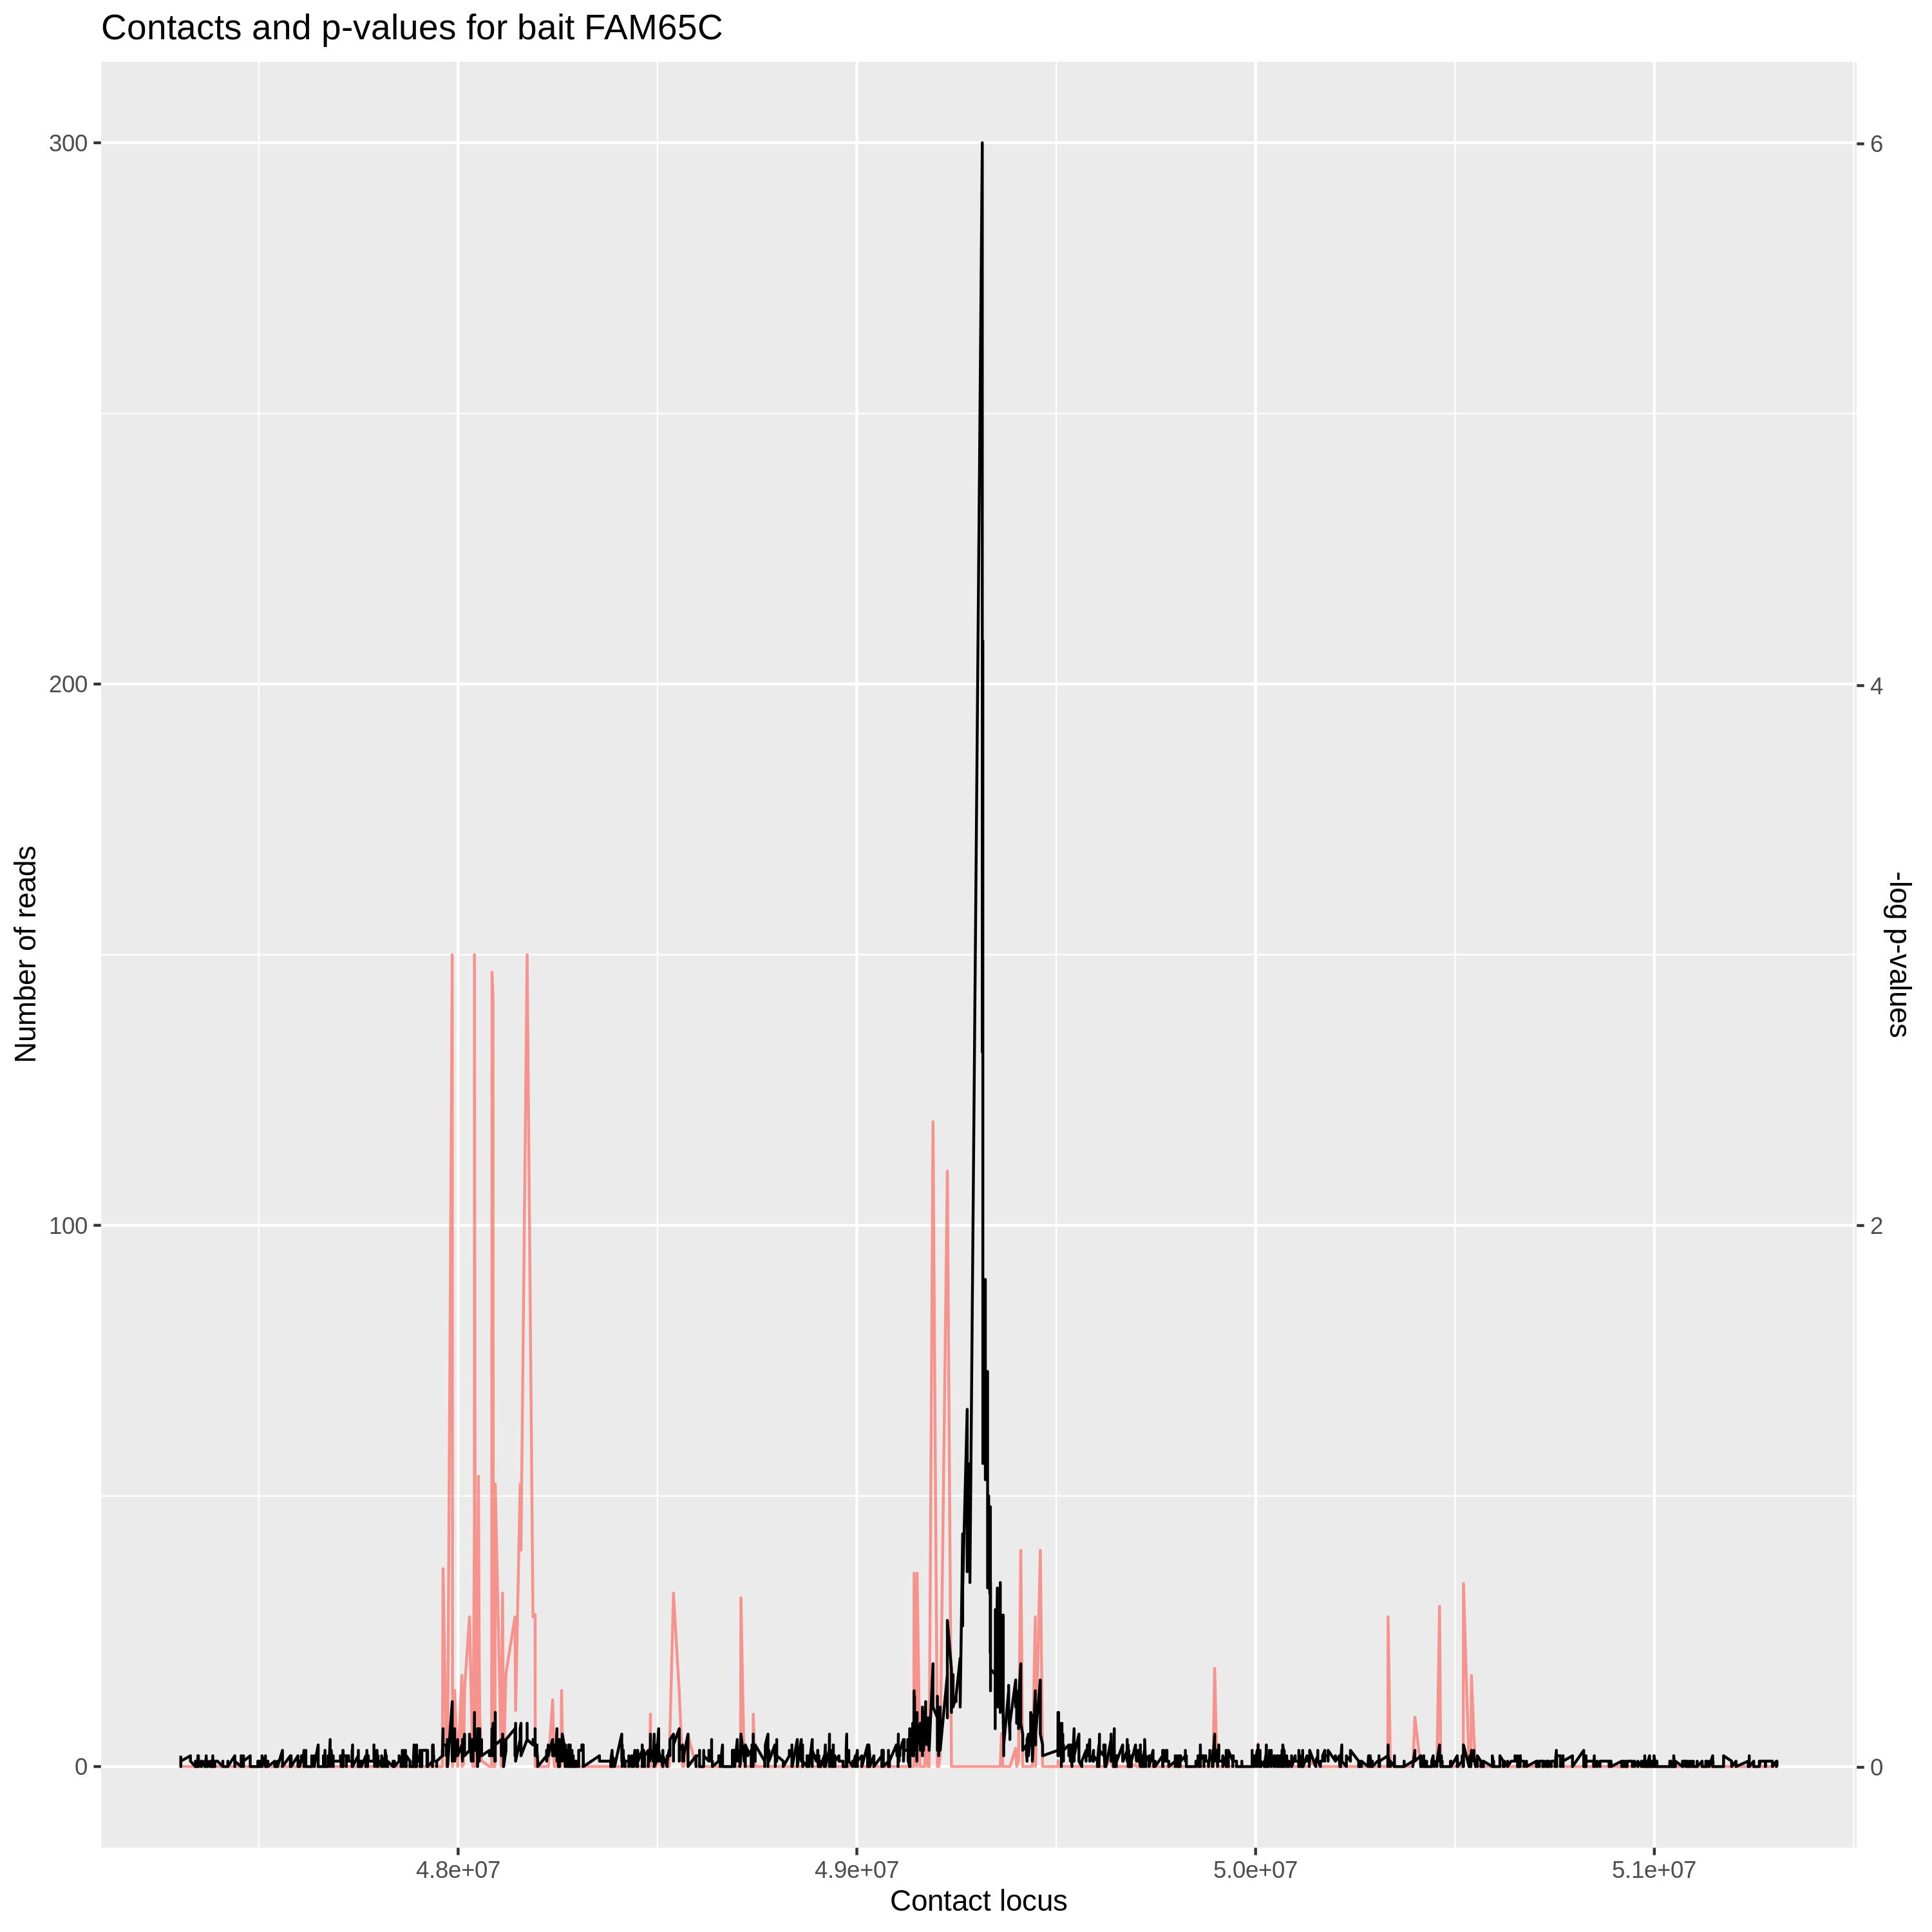 Contacts and p-values for bait FAM65C
300
200
100
0
Number of reads
6
4
2
0
-log p-values
4.8e+07 4.9e+07 5.0e+07 5.1e+07
Contact locus